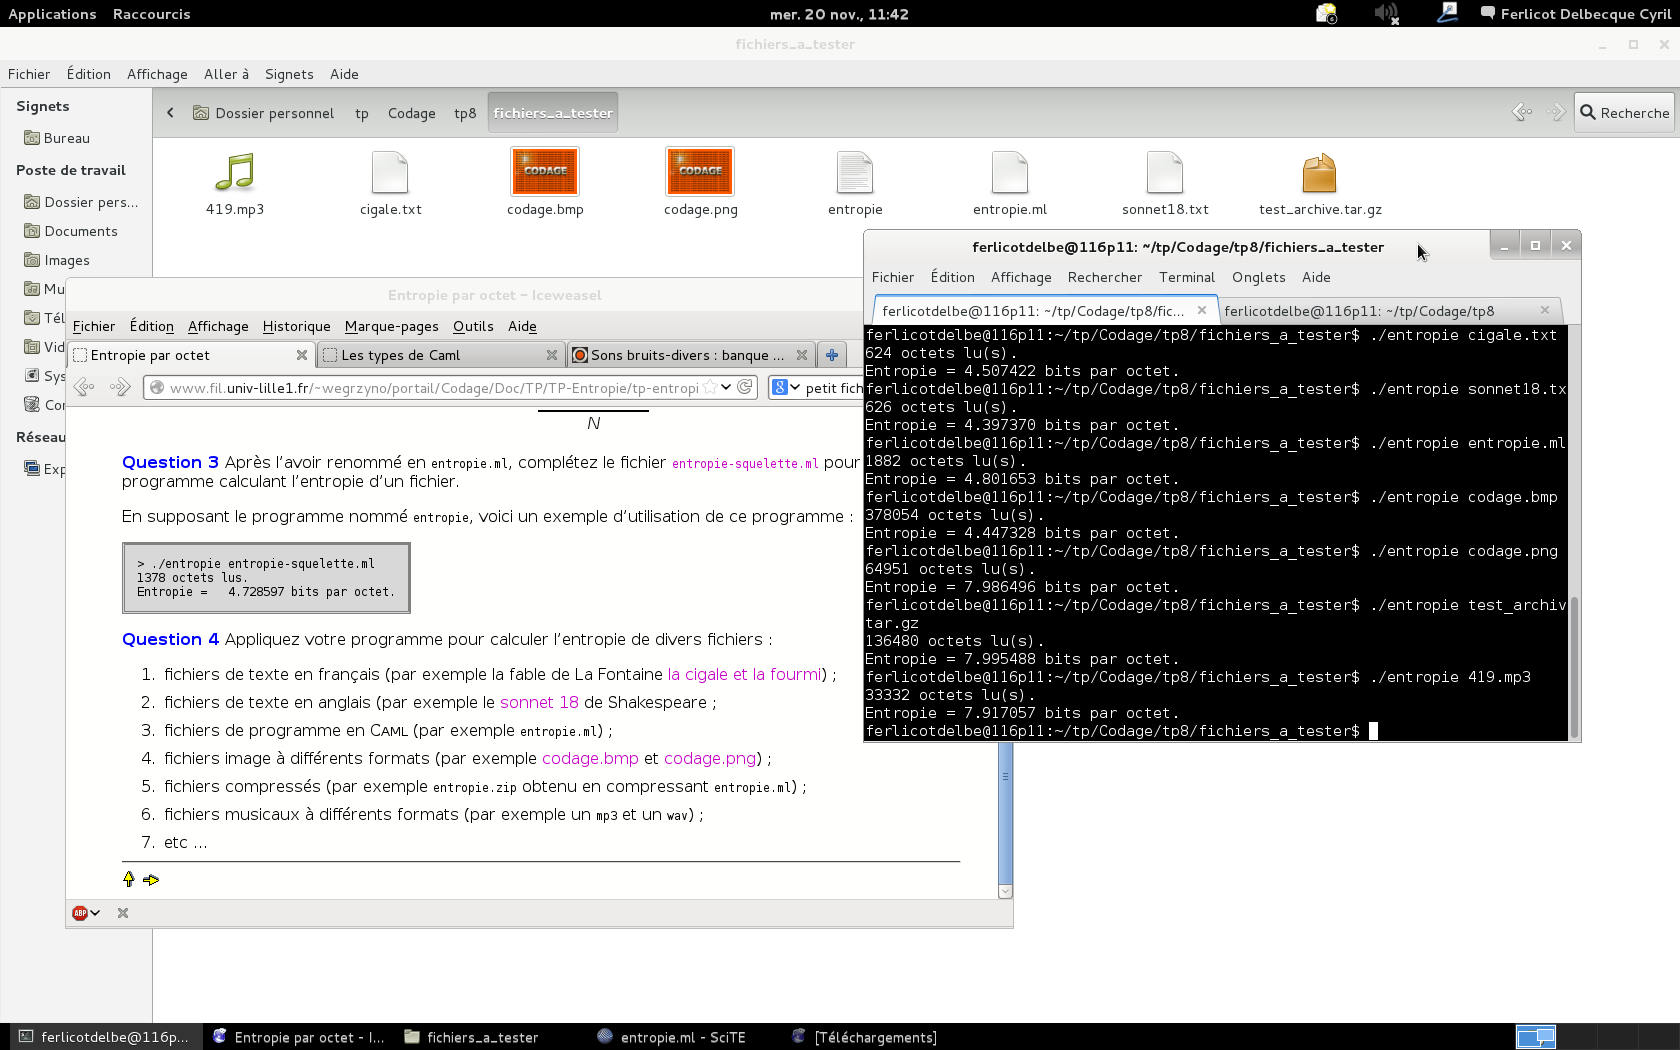 Applications Raccourcis mer. 20 nov., 11:42 Ferlicot Delbecque Cyril
fichiers_a_tester
Fichier Édition Affichage Aller à Signets Aide
Signets
Bureau
Poste de travail
Dossier pers...
Documents
Images
Mu
Tél
Vid
Sys
Cor
Réseau
Exp
Dossier personnel tp Codage tp8 fichiers_a_tester Recherche
CODAGE CODAGE
419.mp3 cigale.txt codage.bmp codage.png entropie entropie.ml sonnet18.txt test_archive.tar.gz
Entropie par octet - Iceweasel
Fichier Édition Affichage Historique Marque-pages Outils Aide
Entropie par octet Les types de Caml Sons bruits-divers : banque ...
www.fil.univ-lille1.fr/~wegrzyno/portail/Codage/Doc/TP/TP-Entropie/tp-entropi petit fich
N
Question 3 Après l'avoir renommé en entropie.ml, complétez le fichier entropie-squelette.ml pour
programme calculant l'entropie d'un fichier.
En supposant le programme nommé entropie, voici un exemple d'utilisation de ce programme :
> ./entropie entropie-squelette.ml
1378 octets lus.
Entropie = 4.728597 bits par octet.
Question 4 Appliquez votre programme pour calculer l'entropie de divers fichiers :
1. fichiers de texte en français (par exemple la fable de La Fontaine la cigale et la fourmi) ;
2. fichiers de texte en anglais (par exemple le sonnet 18 de Shakespeare ;
3. fichiers de programme en CAML (par exemple entropie.ml) ;
4. fichiers image à différents formats (par exemple codage.bmp et codage.png) ;
5. fichiers compressés (par exemple entropie.zip obtenu en compressant entropie.ml) ;
6. fichiers musicaux à différents formats (par exemple un mp3 et un wav) ;
7. etc ...
ABP
ferlicotdelbe@116p11: ~/tp/Codage/tp8/fichiers_a_tester
Fichier Édition Affichage Rechercher Terminal Onglets Aide
ferlicotdelbe@116p11: ~/tp/Codage/tp8/fic... ferlicotdelbe@116p11: ~/tp/Codage/tp8
ferlicotdelbe@116p11:~/tp/Codage/tp8/fichiers_a_tester$ ./entropie cigale.txt
624 octets lu(s).
Entropie = 4.507422 bits par octet.
ferlicotdelbe@116p11:~/tp/Codage/tp8/fichiers_a_tester$ ./entropie sonnet18.tx
626 octets lu(s).
Entropie = 4.397370 bits par octet.
ferlicotdelbe@116p11:~/tp/Codage/tp8/fichiers_a_tester$ ./entropie entropie.ml
1882 octets lu(s).
Entropie = 4.801653 bits par octet.
ferlicotdelbe@116p11:~/tp/Codage/tp8/fichiers_a_tester$ ./entropie codage.bmp
378054 octets lu(s).
Entropie = 4.447328 bits par octet.
ferlicotdelbe@116p11:~/tp/Codage/tp8/fichiers_a_tester$ ./entropie codage.png
64951 octets lu(s).
Entropie = 7.986496 bits par octet.
ferlicotdelbe@116p11:~/tp/Codage/tp8/fichiers_a_tester$ ./entropie test_archiv
tar.gz
136480 octets lu(s).
Entropie = 7.995488 bits par octet.
ferlicotdelbe@116p11:~/tp/Codage/tp8/fichiers_a_tester$ ./entropie 419.mp3
33332 octets lu(s).
Entropie = 7.917057 bits par octet.
ferlicotdelbe@116p11:~/tp/Codage/tp8/fichiers_a_tester$
ferlicotdelbe@116p... Entropie par octet - I... fichiers_a_tester entropie.ml - SciTE [Téléchargements]